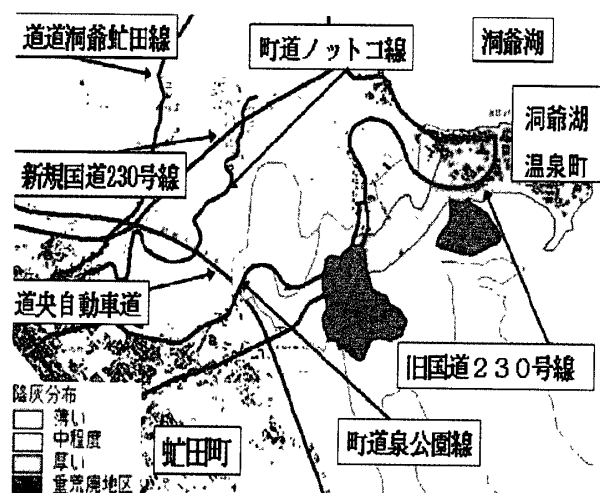 道道洞爺虻田線
町道ノットコ線
洞爺湖
洞爺湖
温泉町
新規国道230号線
道央自動車道
旧国道230号線
降灰分布
薄い
中程度
厚い
重荒廃地区
虻田町
町道泉公園線